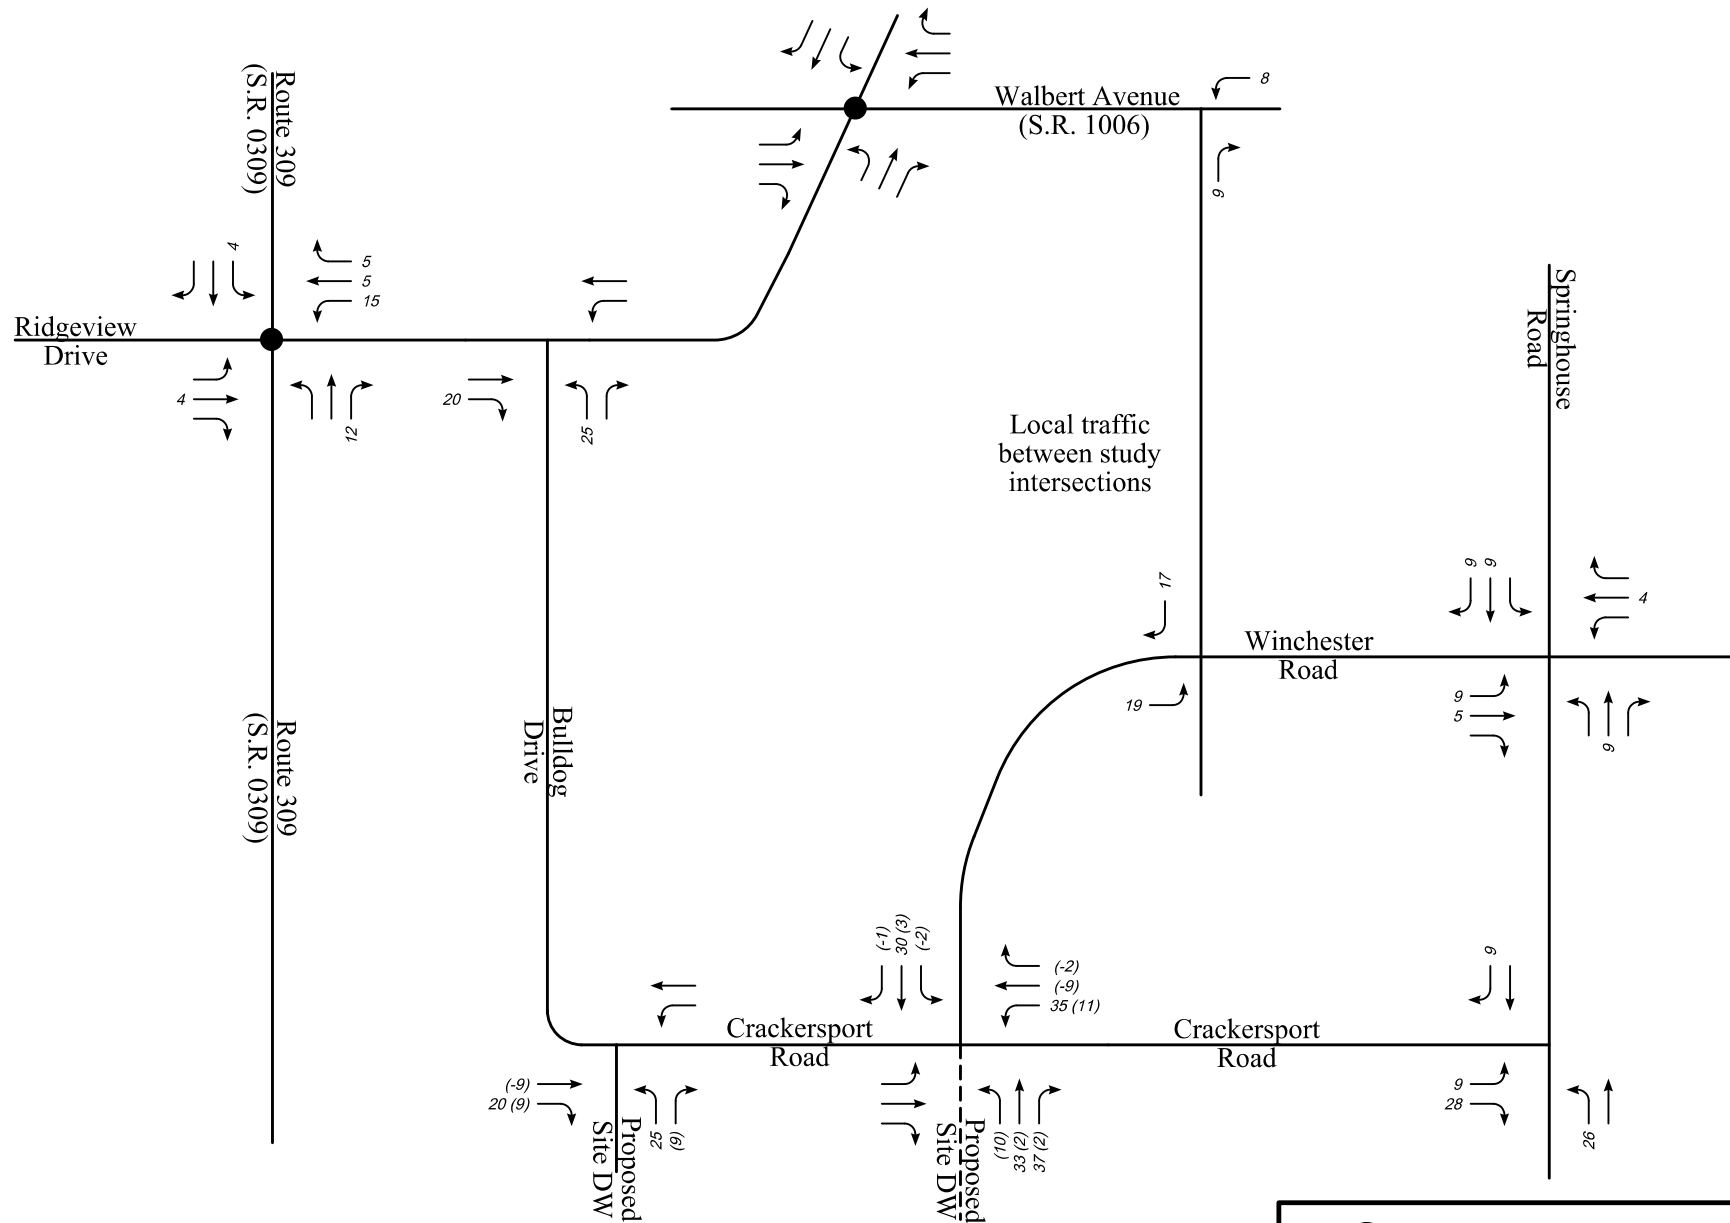 8
Walbert Avenue
(S.R. 1006)
9
Route 309
(S.R. 0309)
4
5
5
15
Ridgeview
Drive
4
12
20
25
Springhouse
Road
Local traffic
between study
intersections
17
9
9
4
Winchester
Road
19
9
5
9
Bulldog
Drive
Route 309
(S.R. 0309)
(-1)
30 (3)
(-2)
(-2)
(-9)
35 (11)
9
Crackersport
Road
Crackersport
Road
(-9)
20 (9)
25
(9)
Proposed
Site DW
(10)
33 (2)
37 (2)
Proposed
Site DW
9
28
26